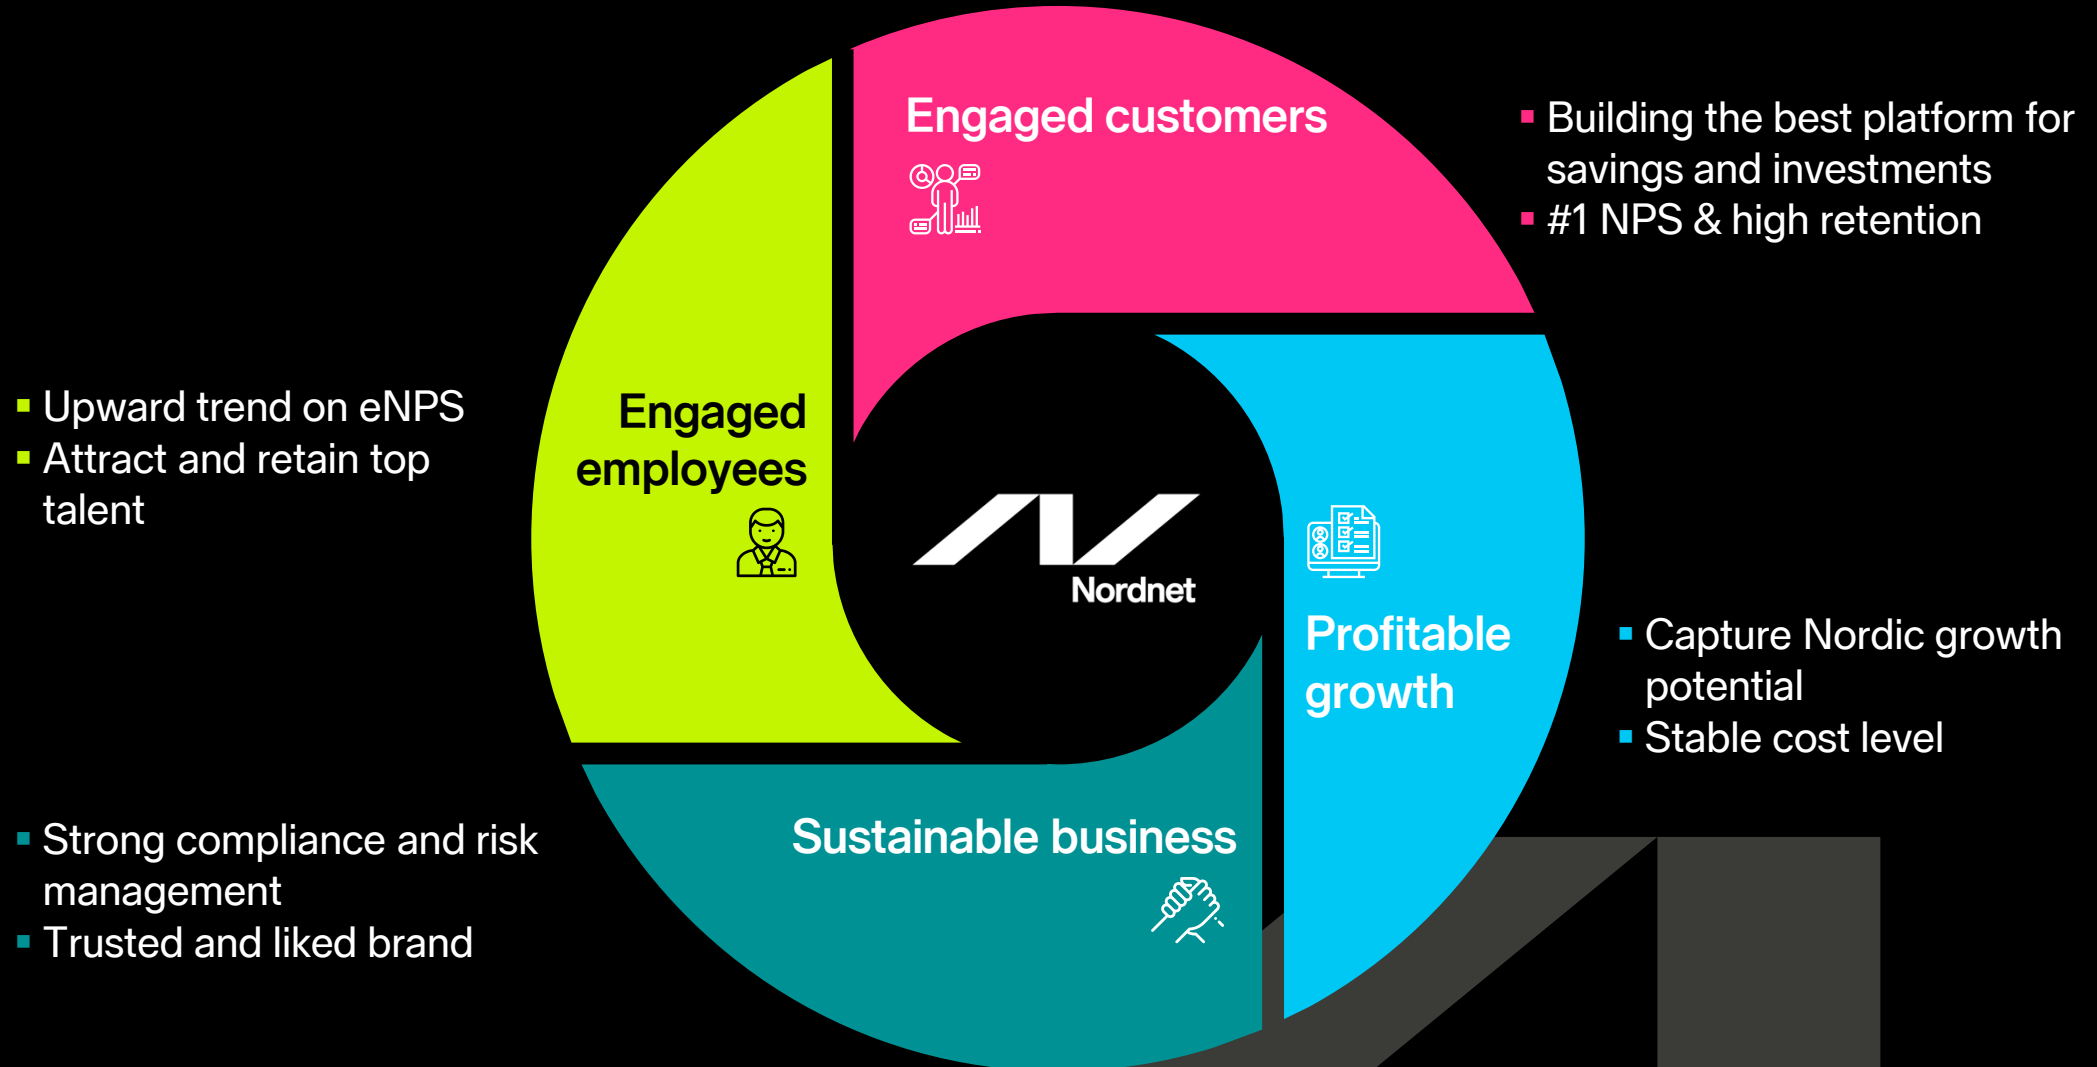 Engaged customers
▪ Building the best platform for
savings and investments
▪ #1 NPS & high retention
▪ Upward trend on eNPS
▪ Attract and retain top
talent
Engaged
employees
Nordnet
Profitable
growth
▪ Capture Nordic growth
potential
▪ Stable cost level
Sustainable business
▪ Strong compliance and risk
management
▪ Trusted and liked brand